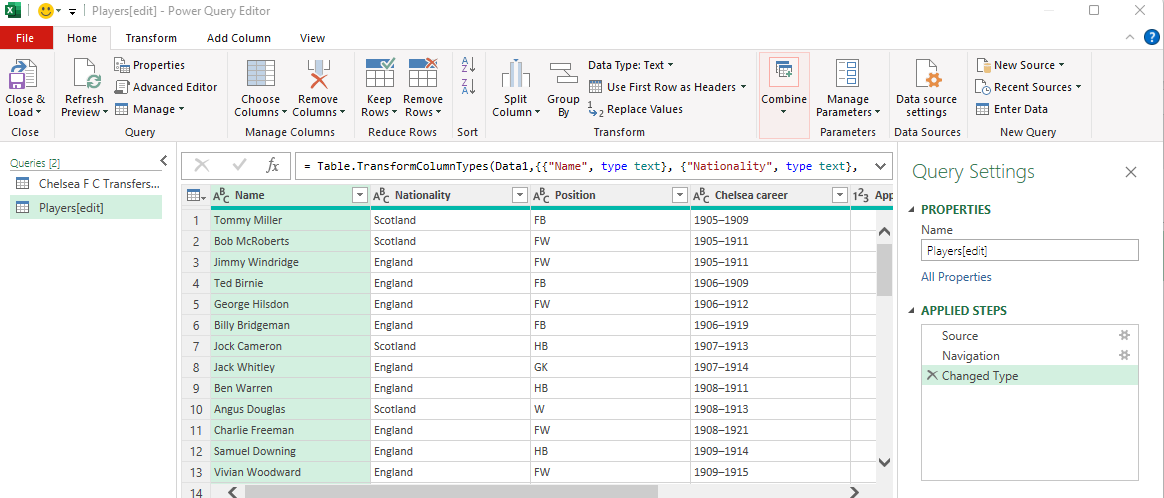 Players[edit] - Power Query Editor
File Home Transform Add Column View
Close & Load
Close
Refresh Preview
Properties
Advanced Editor
Manage
Query
Choose Columns
Remove Columns
Manage Columns
Keep Rows
Remove Rows
Reduce Rows
Sort
Split Column
Group By
Data Type: Text
Use First Row as Headers
Replace Values
Transform
Combine
Manage Parameters
Parameters
Data source settings
Data Sources
New Source
Recent Sources
Enter Data
New Query
Queries [2]
Chelsea F C Transfers...
Players[edit]
fx = Table.TransformColumnTypes(Data1,{{"Name", type text}, {"Nationality", type text},
Name Nationality Position Chelsea career App
1 Tommy Miller Scotland FB 1905–1909
2 Bob McRoberts Scotland FW 1905–1911
3 Jimmy Windridge England FW 1905–1911
4 Ted Birnie England FB 1906–1909
5 George Hilsdon England FW 1906–1912
6 Billy Bridgeman England FB 1906–1919
7 Jock Cameron Scotland HB 1907–1913
8 Jack Whitley England GK 1907–1914
9 Ben Warren England HB 1908–1911
10 Angus Douglas Scotland W 1908–1913
11 Charlie Freeman England FW 1908–1921
12 Samuel Downing England HB 1909–1914
13 Vivian Woodward England FW 1909–1915
14
Query Settings
PROPERTIES
Name
Players[edit]
All Properties
APPLIED STEPS
Source
Navigation
Changed Type